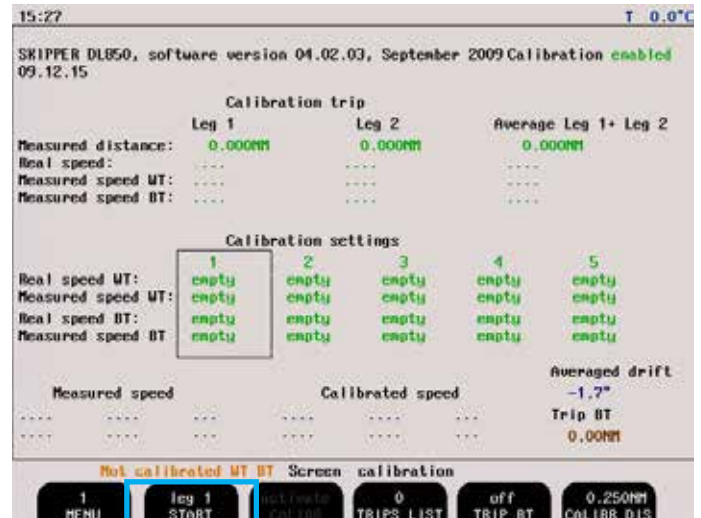 15:27 T 0.0°C
SKIPPER DL850, software version 04.02.03, September 2009 Calibration enabled
09.12.15
Calibration trip
Leg 1 Leg 2 Average Leg 1+ Leg 2
Measured distance: 0.000NM 0.000NM 0.000NM
Real speed: .... .... ....
Measured speed WT: .... .... ....
Measured speed BT: .... .... ....
Calibration settings
1 2 3 4 5
Real speed WT: empty empty empty empty empty
Measured speed WT: empty empty empty empty empty
Real speed BT: empty empty empty empty empty
Measured speed BT empty empty empty empty empty
Averaged drift
Measured speed Calibrated speed -1.7°
.... .... ... .... .... ... Trip BT
.... .... ... .... .... ... 0.00NM
Not calibrated WT BT Screen calibration
1 leg 1 activate 0 off 0.250NM
MENU START CALIBR TRIPS LIST TRIP BT CALIBR DIS